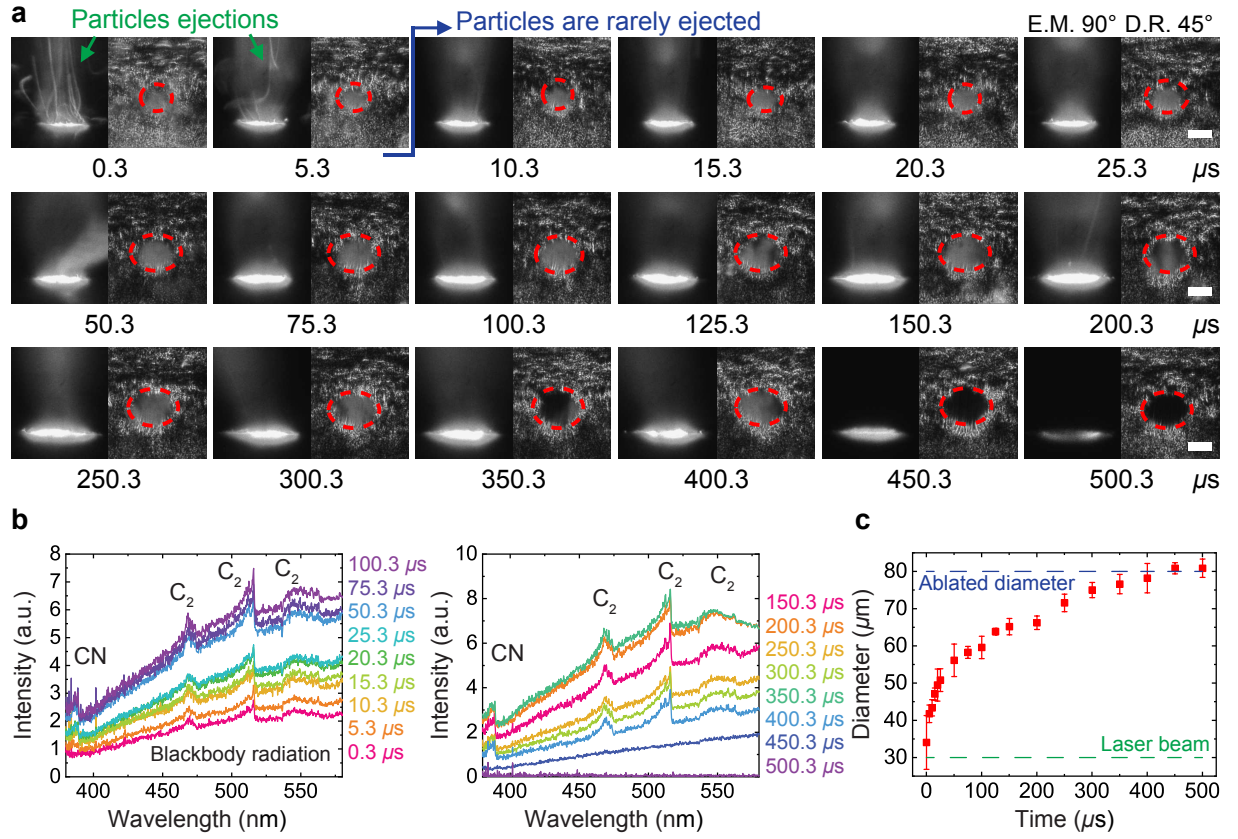 a
Particles ejections
Particles are rarely ejected
E.M. 90° D.R. 45°
0.3 5.3 10.3 15.3 20.3 25.3 µs
50.3 75.3 100.3 125.3 150.3 200.3 µs
250.3 300.3 350.3 400.3 450.3 500.3 µs
b
8
7
6
5
4
3
2
1
0
Intensity (a.u.)
CN
C2
C2
C2
Blackbody radiation
100.3 µs
75.3 µs
50.3 µs
25.3 µs
20.3 µs
15.3 µs
10.3 µs
5.3 µs
0.3 µs
400 450 500 550
Wavelength (nm)
10
8
6
4
2
0
Intensity (a.u.)
CN
C2
C2
C2
150.3 µs
200.3 µs
250.3 µs
300.3 µs
350.3 µs
400.3 µs
450.3 µs
500.3 µs
400 450 500 550
Wavelength (nm)
c
80
70
60
50
40
30
Diameter (µm)
Ablated diameter
Laser beam
0 100 200 300 400 500
Time (µs)